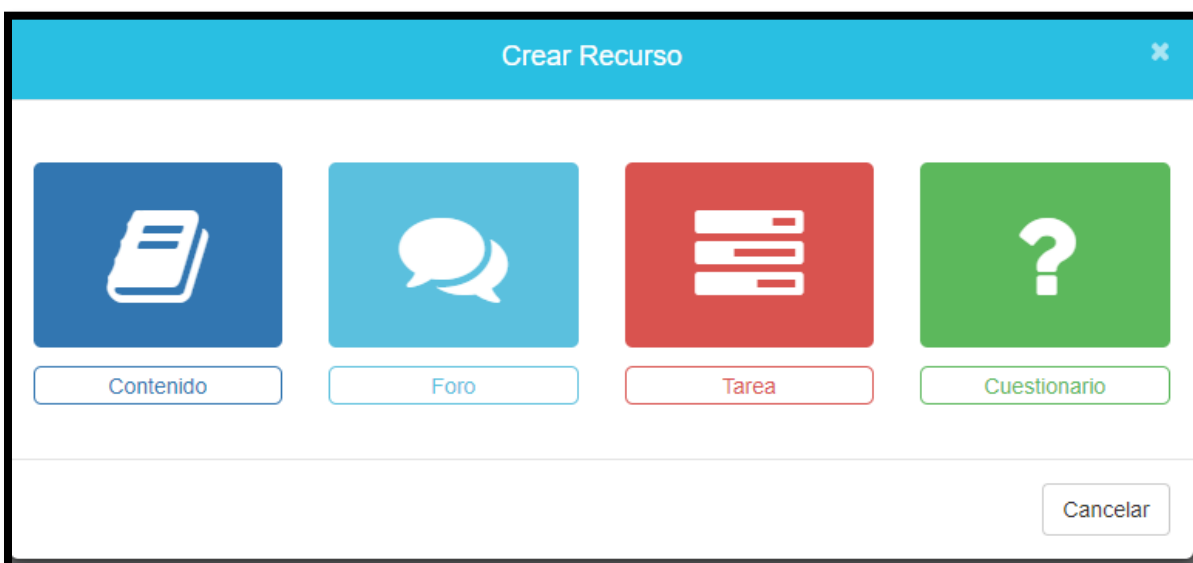 Crear Recurso
Contenido
Foro
Tarea
Cuestionario
Cancelar